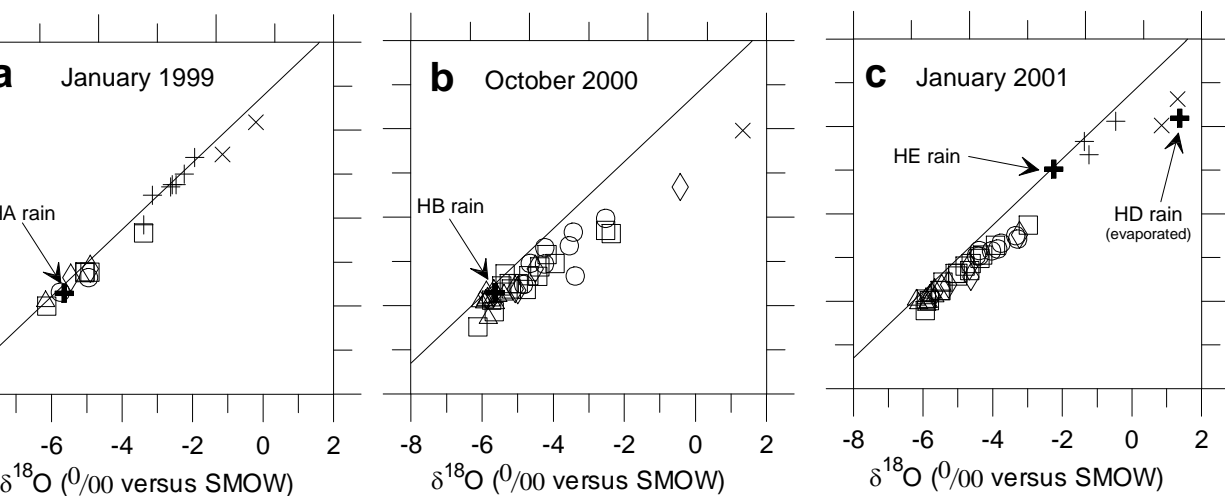 a January 1999
b October 2000
c January 2001
HA rain
HB rain
HE rain
HD rain
(evaporated)
-6 -4 -2 0 2
-8 -6 -4 -2 0 2
-8 -6 -4 -2 0 2
δ18O (0/00 versus SMOW)
δ18O (0/00 versus SMOW)
δ18O (0/00 versus SMOW)